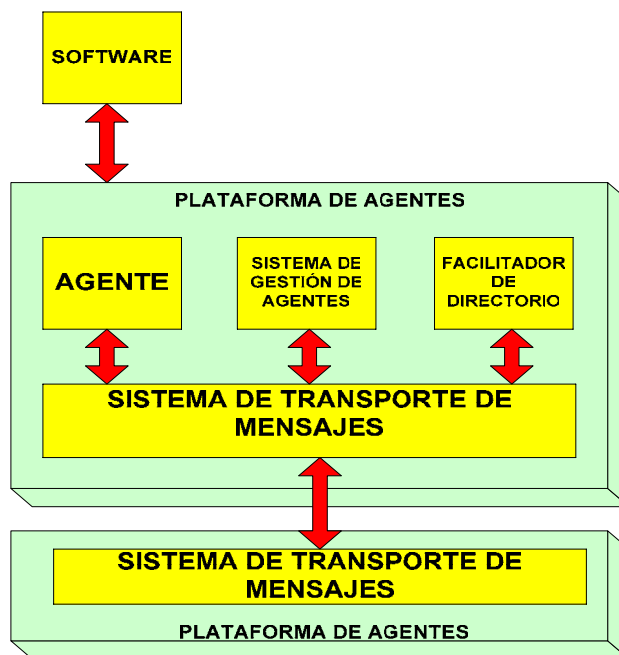 SOFTWARE
PLATAFORMA DE AGENTES
AGENTE
SISTEMA DE
GESTIÓN DE
AGENTES
FACILITADOR
DE
DIRECTORIO
SISTEMA DE TRANSPORTE DE
MENSAJES
SISTEMA DE TRANSPORTE DE
MENSAJES
PLATAFORMA DE AGENTES